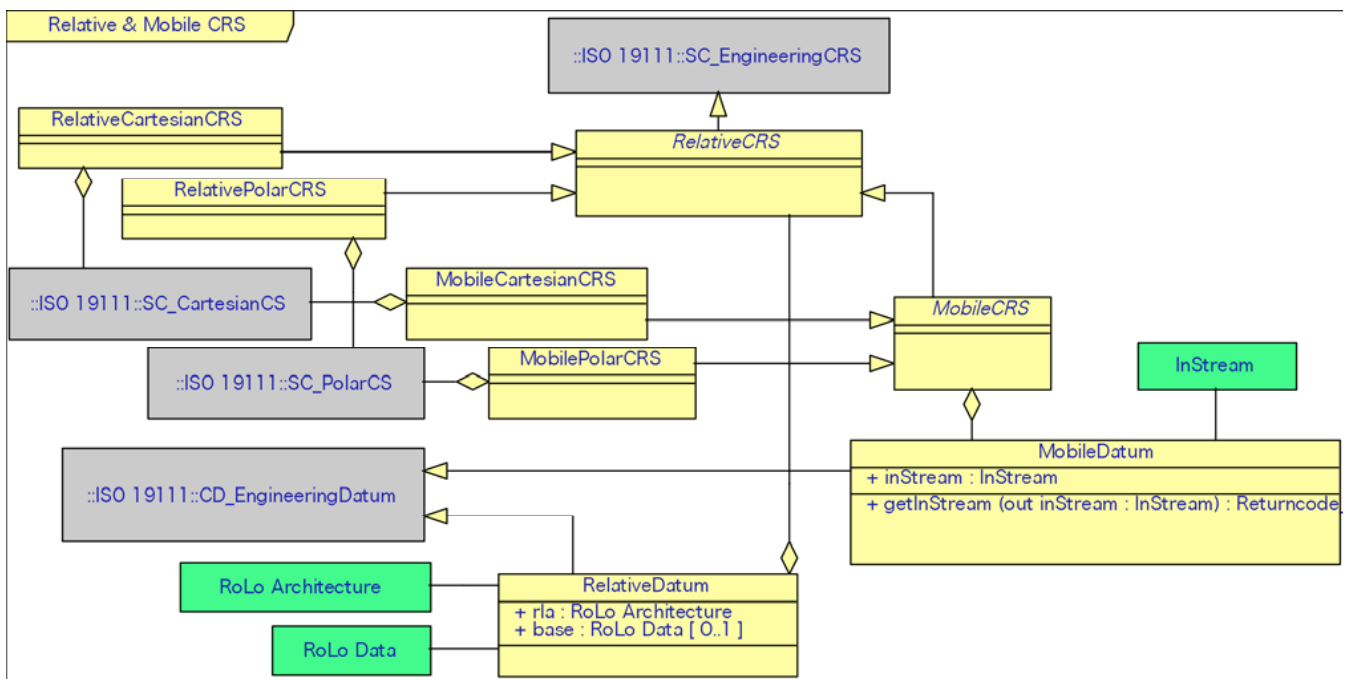 Relative & Mobile CRS
::ISO 19111::SC_EngineeringCRS
RelativeCartesianCRS
RelativeCRS
RelativePolarCRS
::ISO 19111::SC_CartesianCS
MobileCartesianCRS
MobileCRS
::ISO 19111::SC_PolarCS
MobilePolarCRS
InStream
::ISO 19111::CD_EngineeringDatum
MobileDatum
+ inStream : InStream
+ getInStream (out inStream : InStream) : Returncode_
RoLo Architecture
RelativeDatum
+ rla : RoLo Architecture
+ base : RoLo Data [ 0..1 ]
RoLo Data